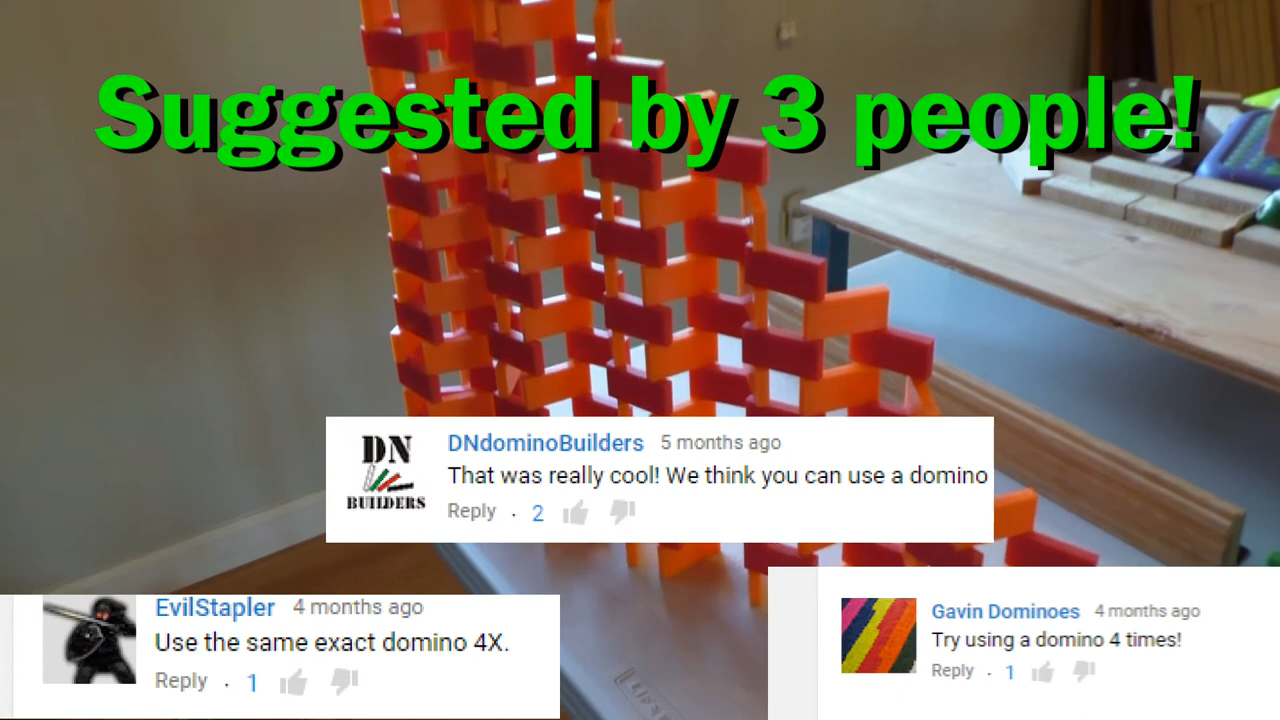 Suggested by 3 people!
DN
BUILDERS
DNdominoBuilders 5 months ago
That was really cool! We think you can use a domino
Reply · 2
EvilStapler 4 months ago
Use the same exact domino 4X.
Reply · 1
Gavin Dominoes 4 months ago
Try using a domino 4 times!
Reply · 1